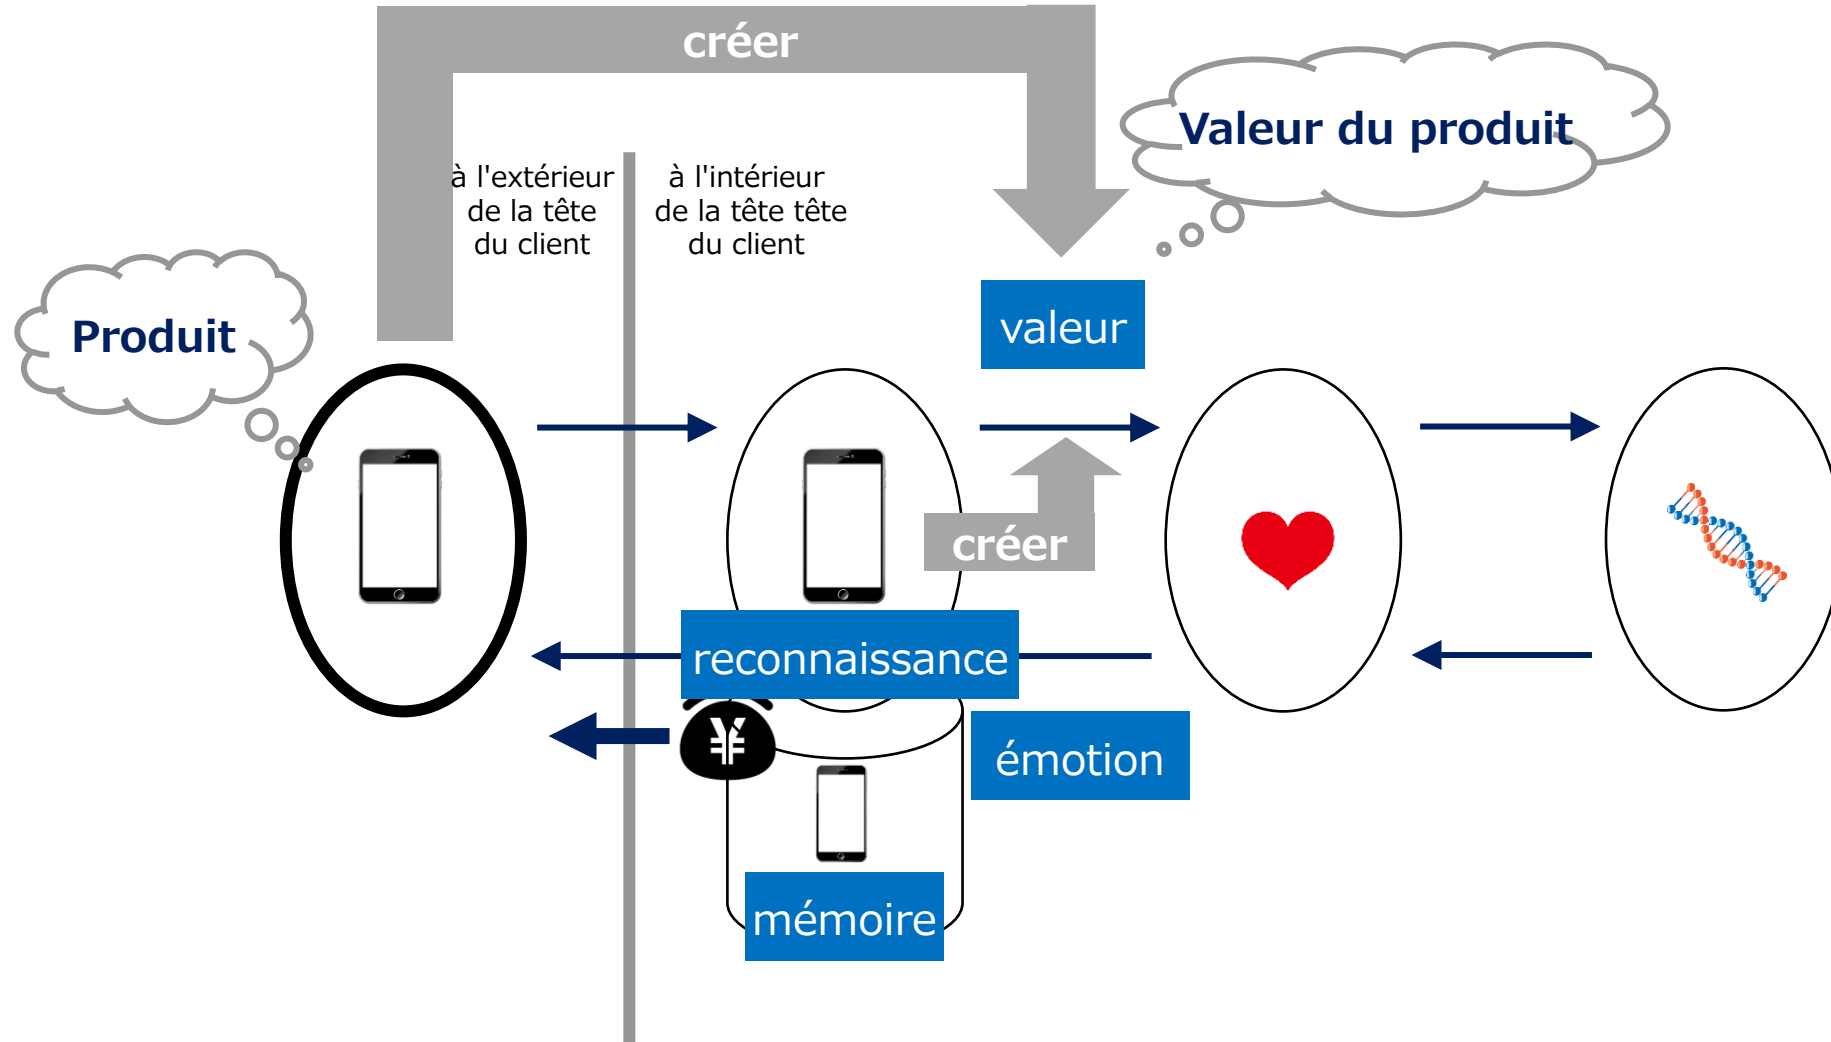 créer
Valeur du produit
à l'extérieur
de la tête
du client
à l'intérieur
de la tête tête
du client
Produit
valeur
créer
reconnaissance
¥
émotion
mémoire